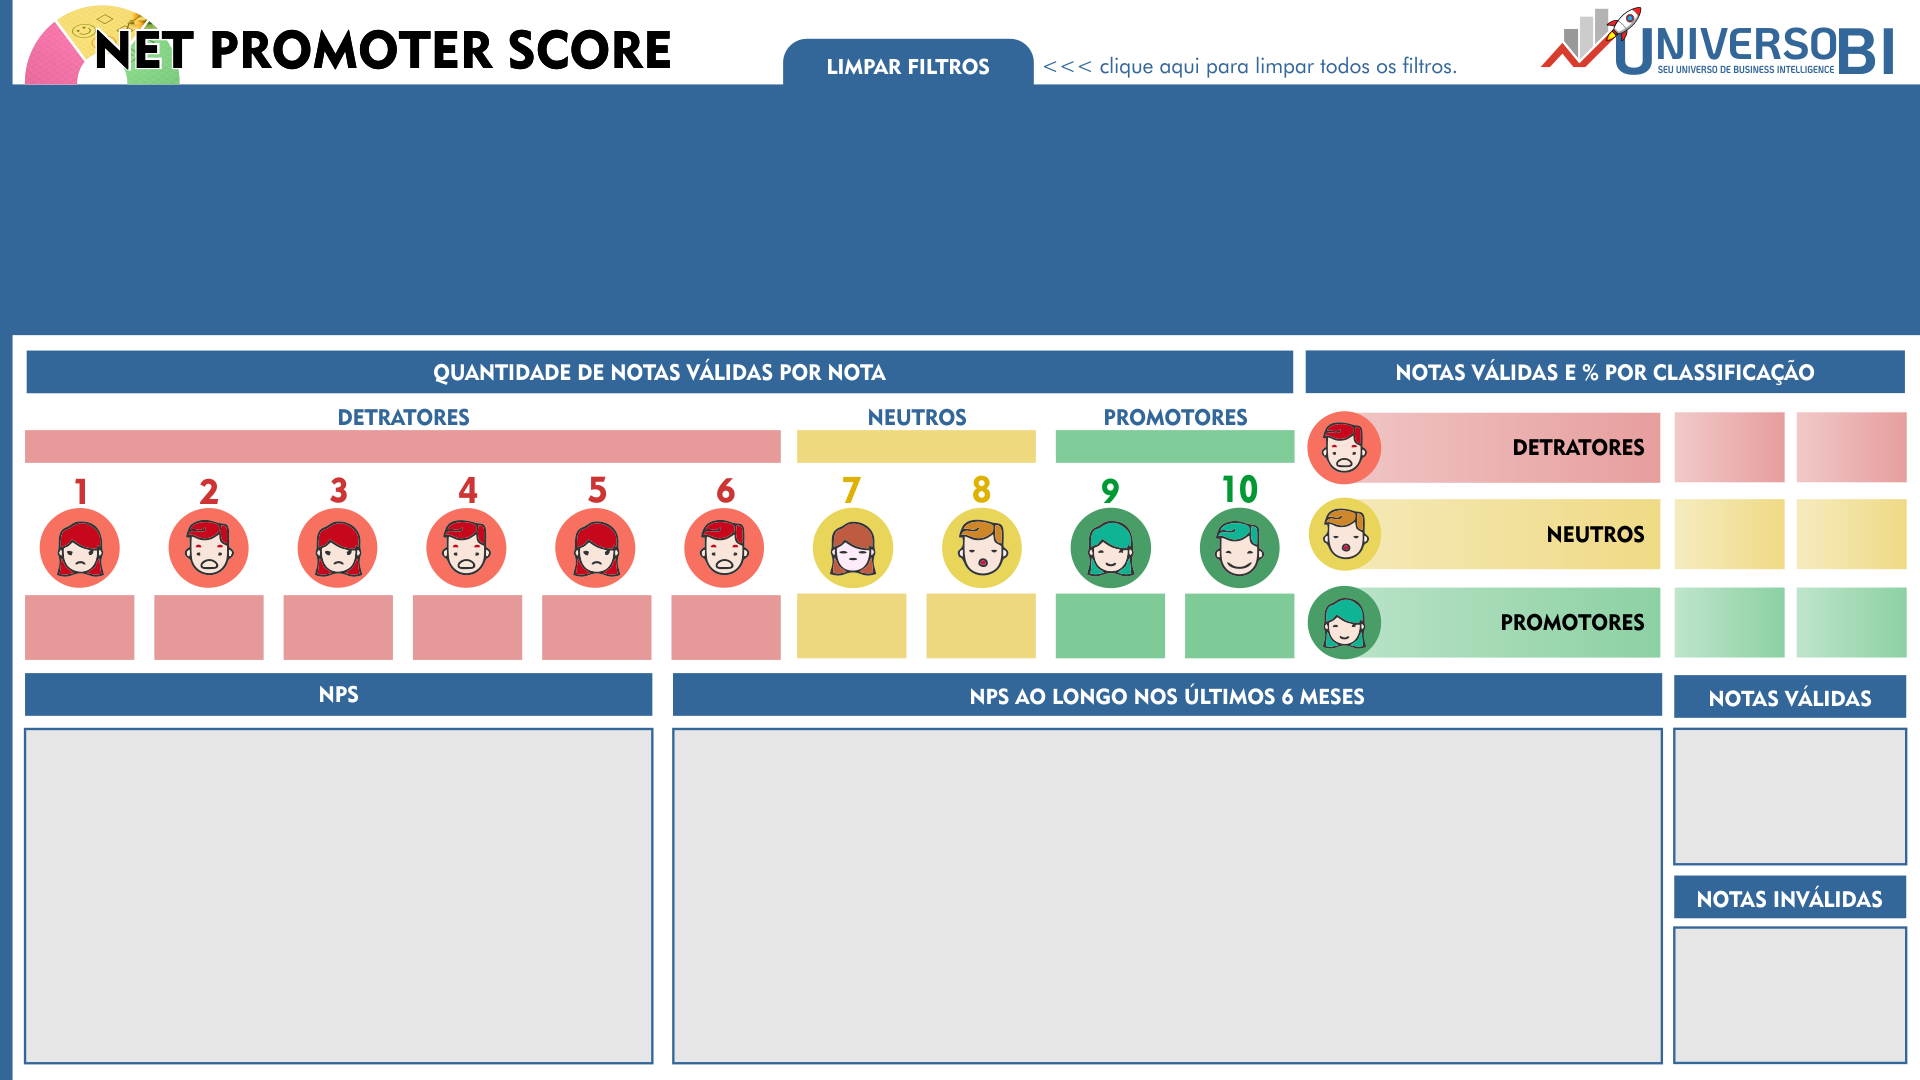 NET PROMOTER SCORE
LIMPAR FILTROS
<<< clique aqui para limpar todos os filtros.
UNIVERSOBI
SEU UNIVERSO DE BUSINESS INTELLIGENCE
QUANTIDADE DE NOTAS VÁLIDAS POR NOTA
NOTAS VÁLIDAS E % POR CLASSIFICAÇÃO
DETRATORES
NEUTROS
PROMOTORES
1
2
3
4
5
6
7
8
9
10
DETRATORES
NEUTROS
PROMOTORES
NPS
NPS AO LONGO NOS ÚLTIMOS 6 MESES
NOTAS VÁLIDAS
NOTAS INVÁLIDAS